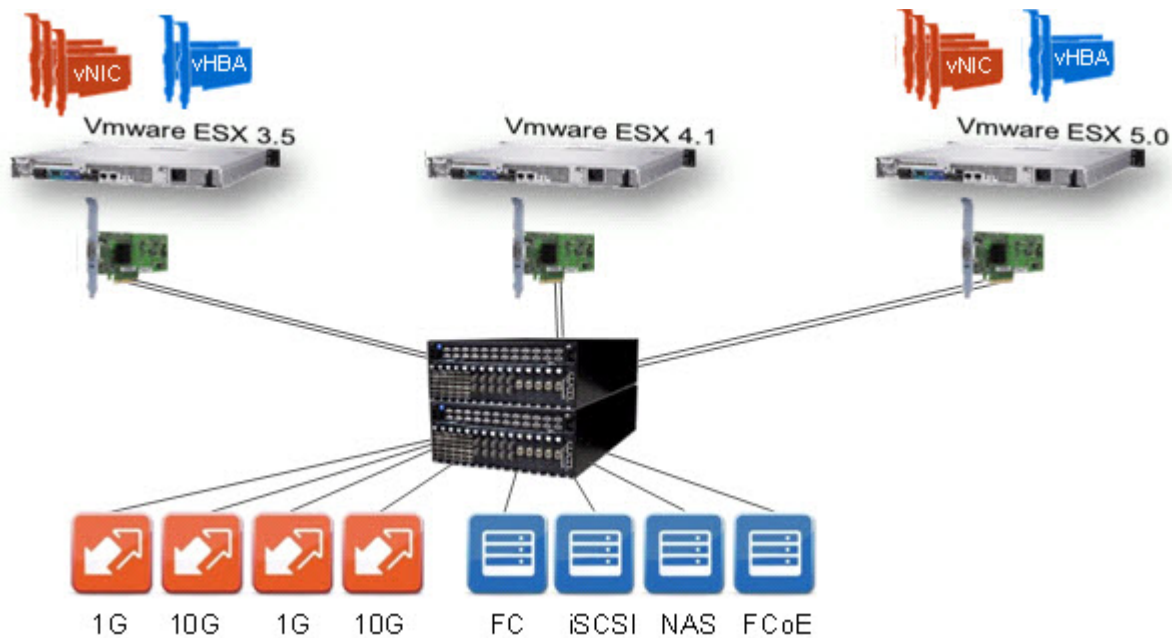 vNIC vHBA vNIC vHBA
Vmware ESX 3.5 Vmware ESX 4.1 Vmware ESX 5.0
1G 10G 1G 10G FC iSCSI NAS FCoE